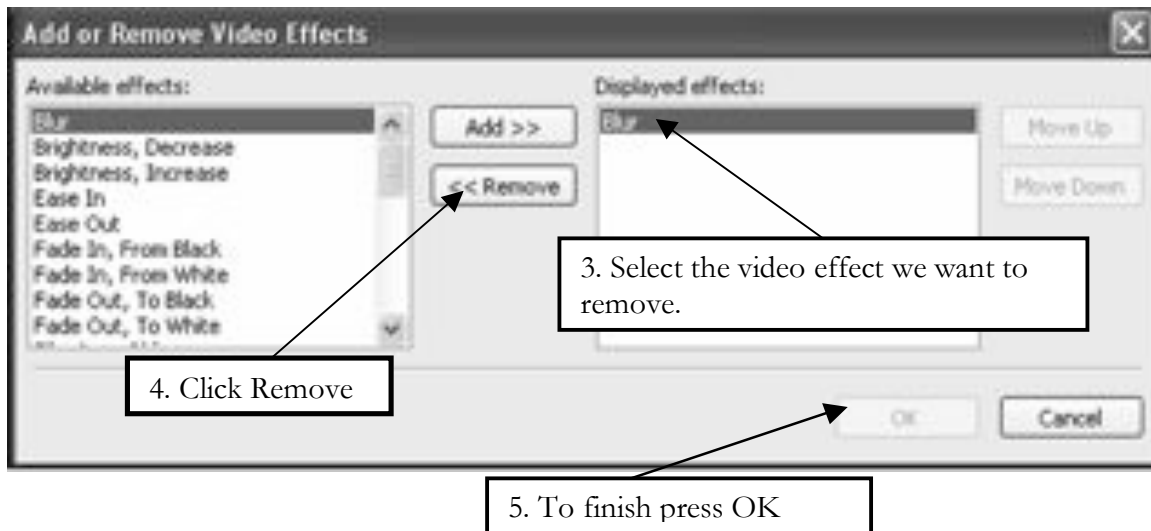 Add or Remove Video Effects
Available effects:
Displayed effects:
Blur
Brightness, Decrease
Brightness, Increase
Ease In
Ease Out
Fade In, From Black
Fade In, From White
Fade Out, To Black
Fade Out, To White
Add >>
<< Remove
Blur
Move Up
Move Down
3. Select the video effect we want to
remove.
4. Click Remove
OK
Cancel
5. To finish press OK